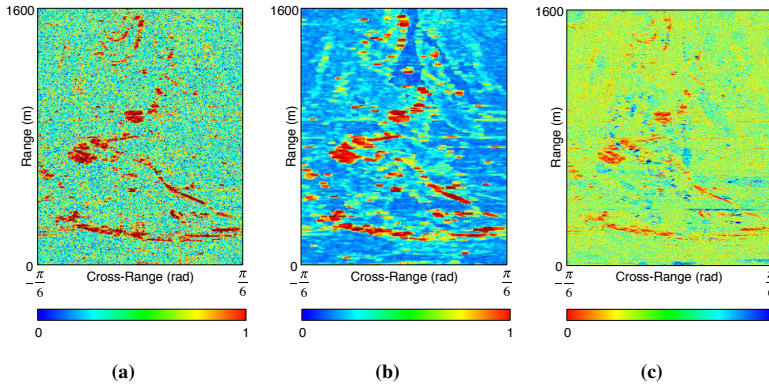 1600
Range (m)
0
−π/6
Cross-Range (rad)
π/6
0
1
(a)
1600
Range (m)
0
−π/6
Cross-Range (rad)
π/6
0
1
(b)
1600
Range (m)
0
−π/6
Cross-Range (rad)
0
(c)